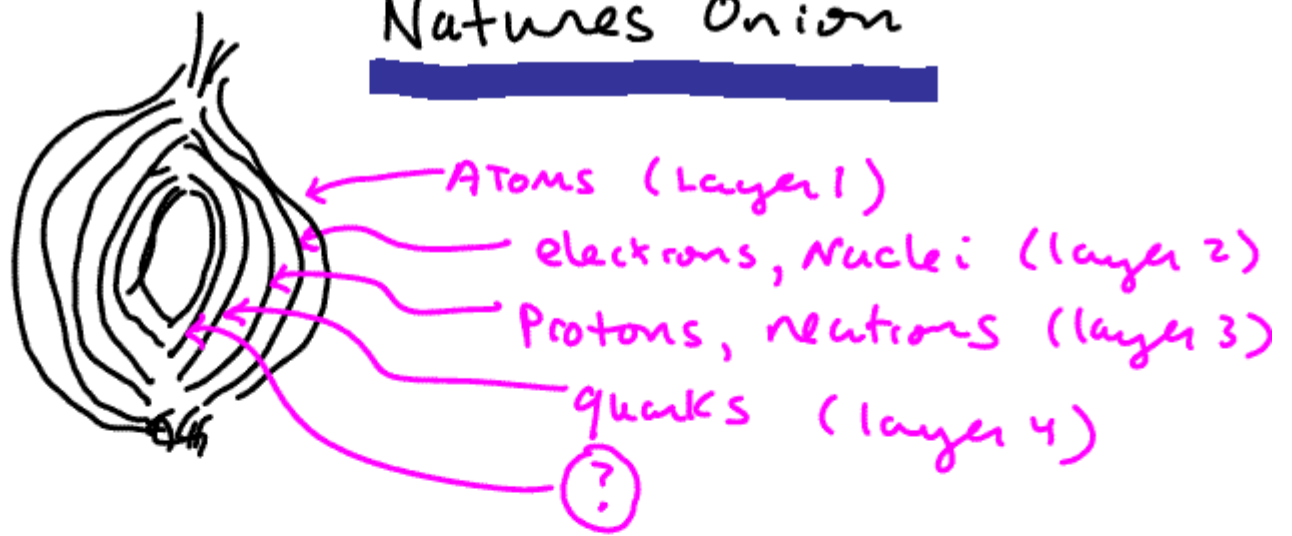 Natures Onion
Atoms (Layer 1)
electrons, Nuclei (layer 2)
Protons, neutrons (layer 3)
quarks (layer 4)
?